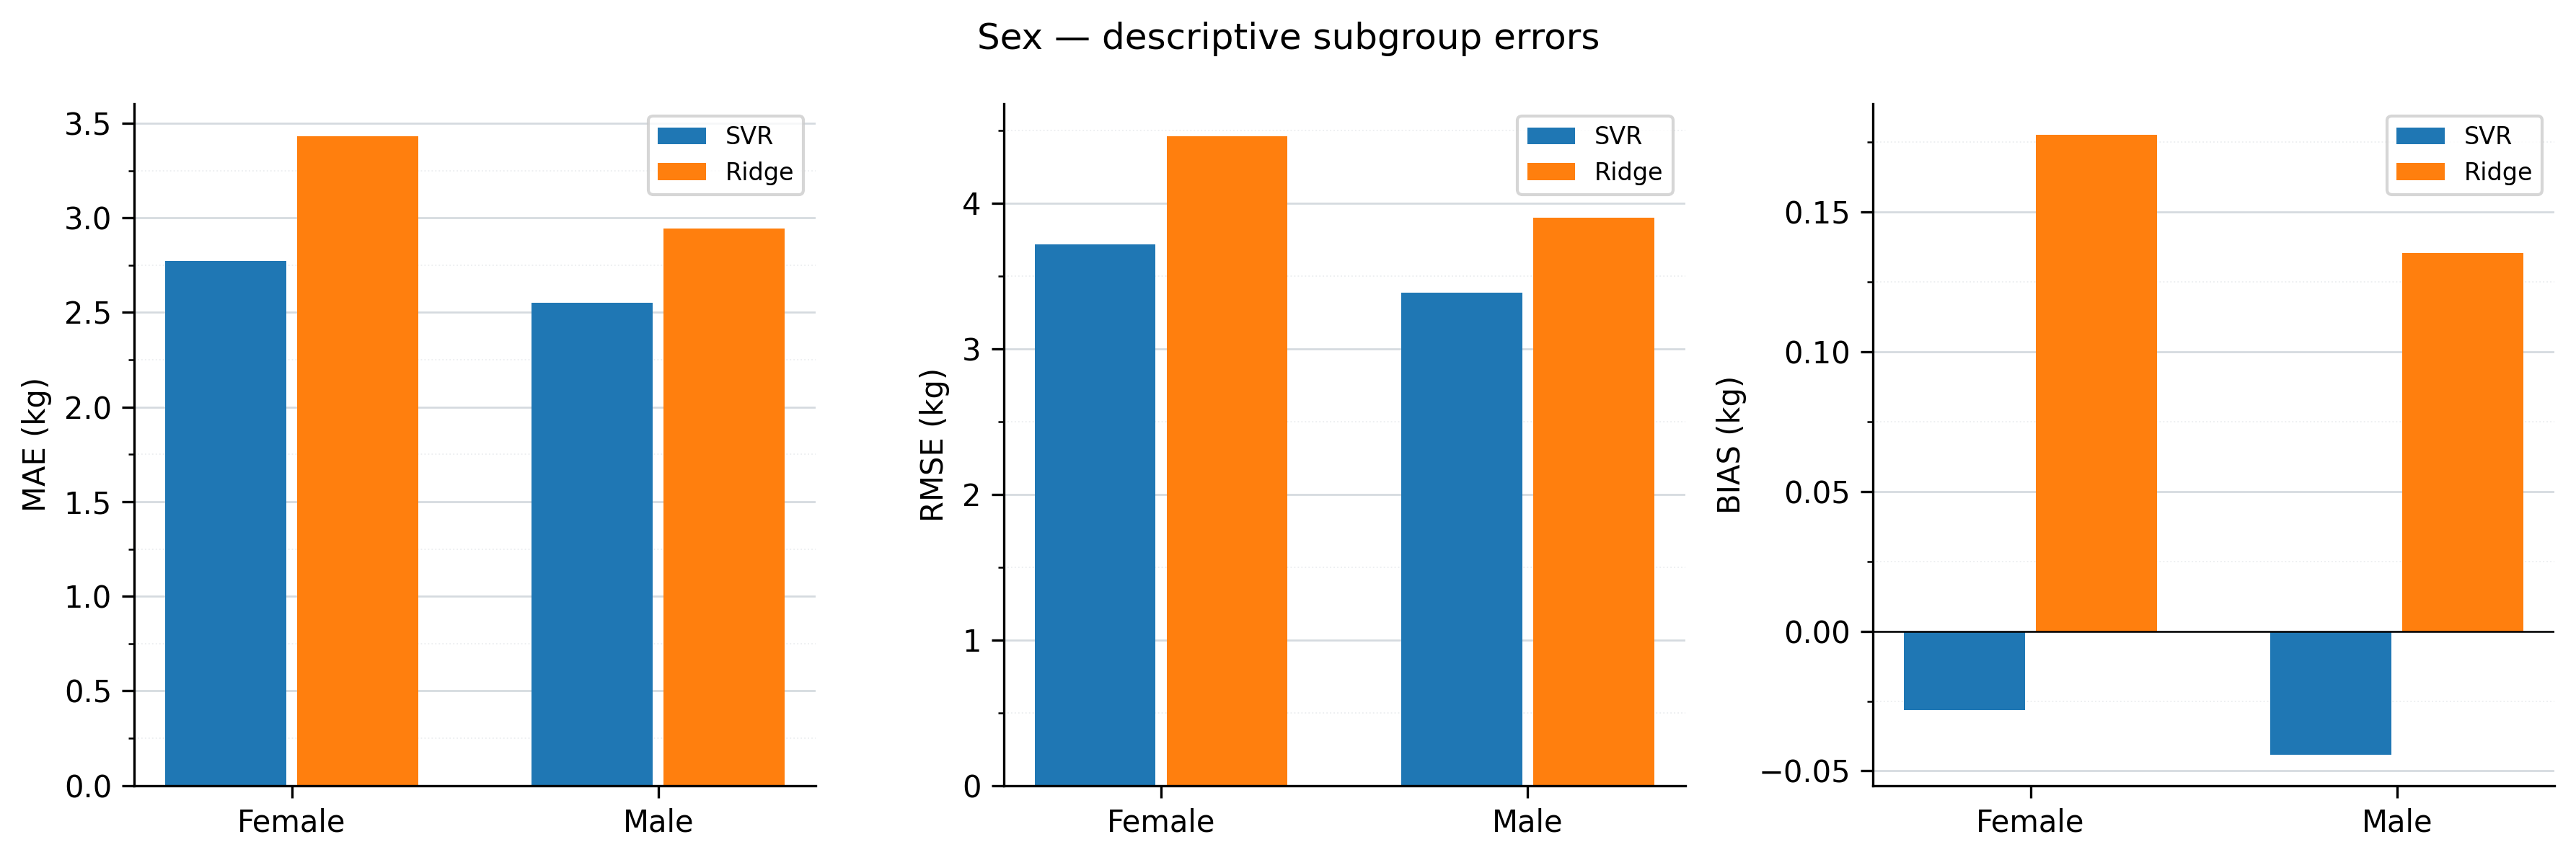 Sex — descriptive subgroup errors
MAE (kg)
3.5
3.0
2.5
2.0
1.5
1.0
0.5
0.0
Female
Male
SVR
Ridge
RMSE (kg)
4
3
2
1
0
Female
Male
SVR
Ridge
BIAS (kg)
0.15
0.10
0.05
0.00
−0.05
Female
Male
SVR
Ridge